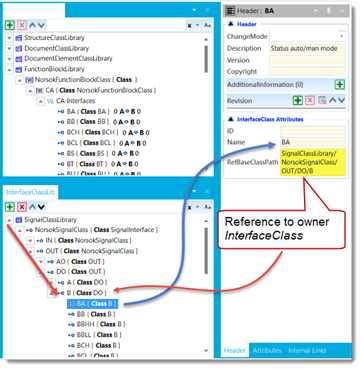 StructureClassLibrary
DocumentClassLibrary
DocumentElementClassLibrary
FunctionBlockLibrary
NorsokFunctionBlockClass { Class }
CA { Class NorsokFunctionBlockClass }
CA-Interfaces
BA { Class BA } 0 A 0 B 0
BB { Class BB } 0 A 0 B 0
BCH { Class BCH } 0 A 0 B 0
BCL { Class BCL } 0 A 0 B 0
BS { Class BS } 0 A 0 B 0
BT { Class BT } 0 A 0 B 0
InterfaceClassLib
SignalClassLibrary
NorsokSignalClass { Class SignalInterface }
IN { Class NorsokSignalClass }
OUT { Class NorsokSignalClass }
AO { Class OUT }
DO { Class OUT }
A { Class DO }
B { Class DO }
BA { Class B }
BB { Class B }
BBHH { Class B }
BBLL { Class B }
BCH { Class B }
BCL { Class B }
Header: BA
Header
ChangeMode
Description Status auto/man mode
Version
Copyright
AdditionalInformation [0]
Revision
InterfaceClass Attributes
ID
Name BA
RefBaseClassPath SignalClassLibrary/
NorsokSignalClass/
OUT/DO/B
Reference to owner
InterfaceClass
Header Attributes Internal Links